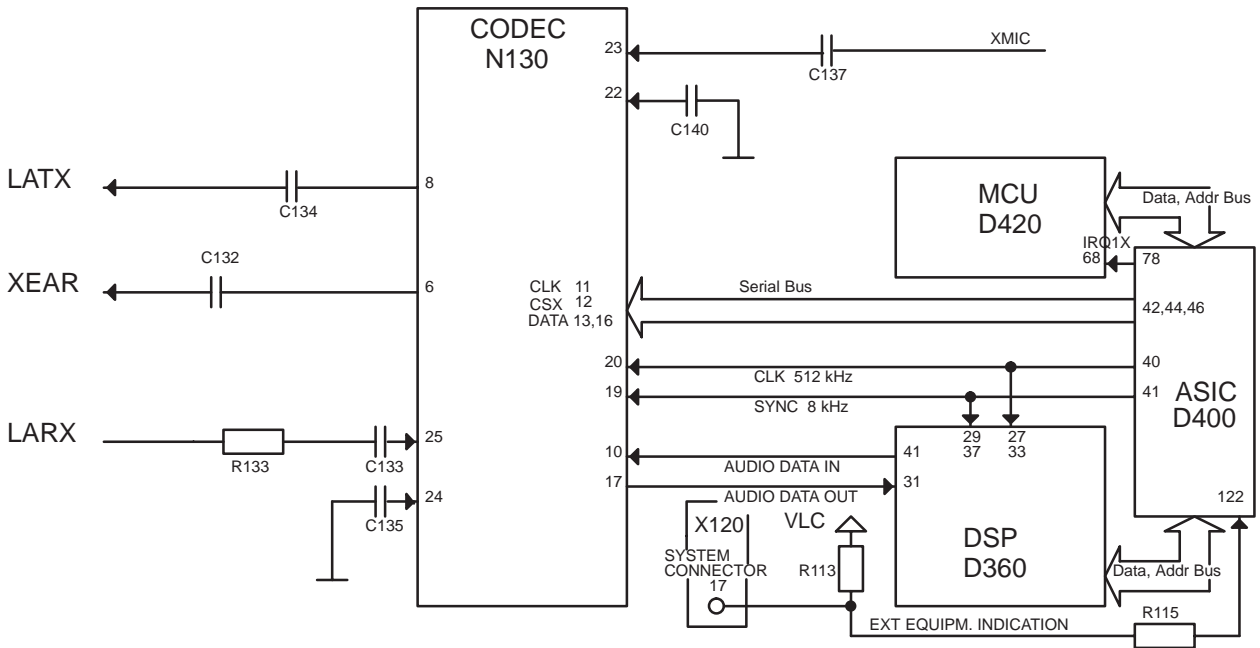 CODEC
N130
23
XMIC
C137
22
C140
LATX
8
C134
MCU
D420
Data, Addr Bus
IRQ1X
68
78
XEAR
C132
6
CLK 11
CSX 12
DATA 13,16
Serial Bus
42,44,46
20
CLK 512 kHz
40
19
SYNC 8 kHz
41
ASIC
D400
LARX
R133
C133
25
29
37
27
33
10
AUDIO DATA IN
41
17
AUDIO DATA OUT
31
24
C135
122
X120
VLC
DSP
D360
SYSTEM
CONNECTOR
17
R113
Data, Addr Bus
EXT EQUIPM. INDICATION
R115